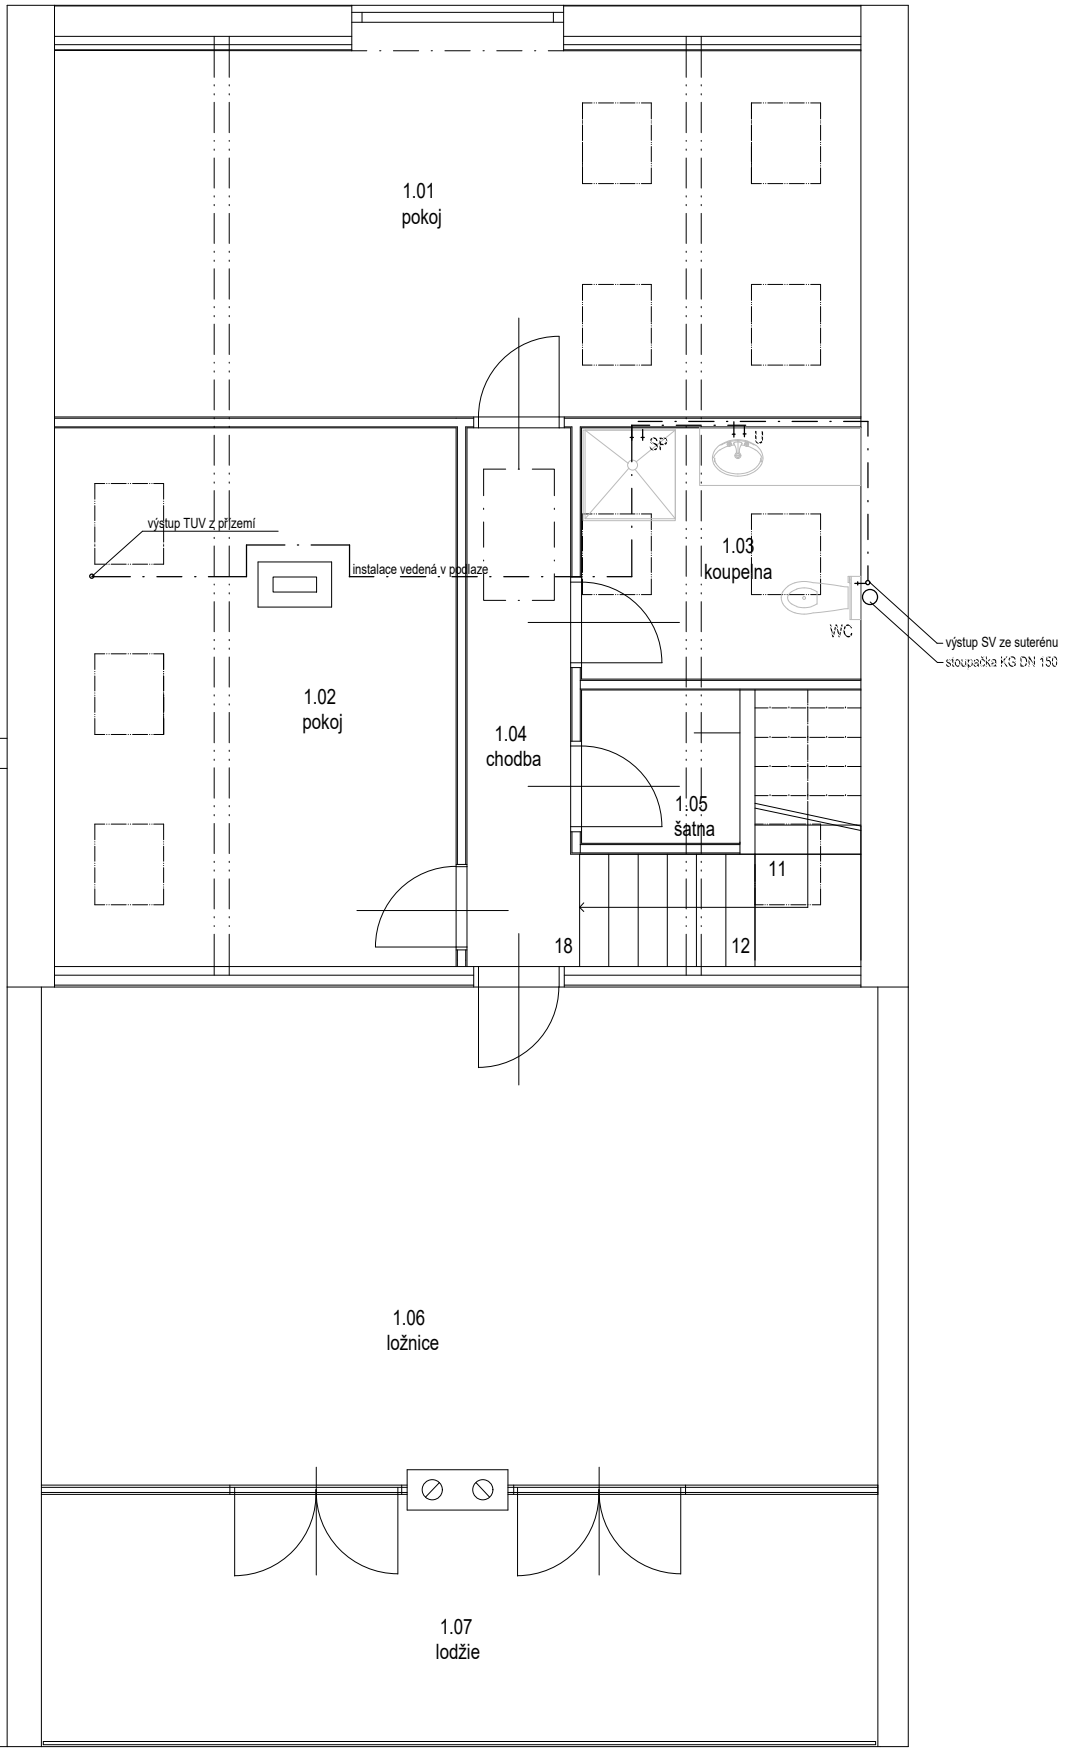 1.01
pokoj
SP
U
výstup TUV z přízemí
1.03
koupelna
instalace vedená v podlaze
WC
výstup SV ze suterénu
stoupačka KG DN 150
1.02
pokoj
1.04
chodba
1.05
šatna
11
18
12
1.06
ložnice
1.07
lodžie